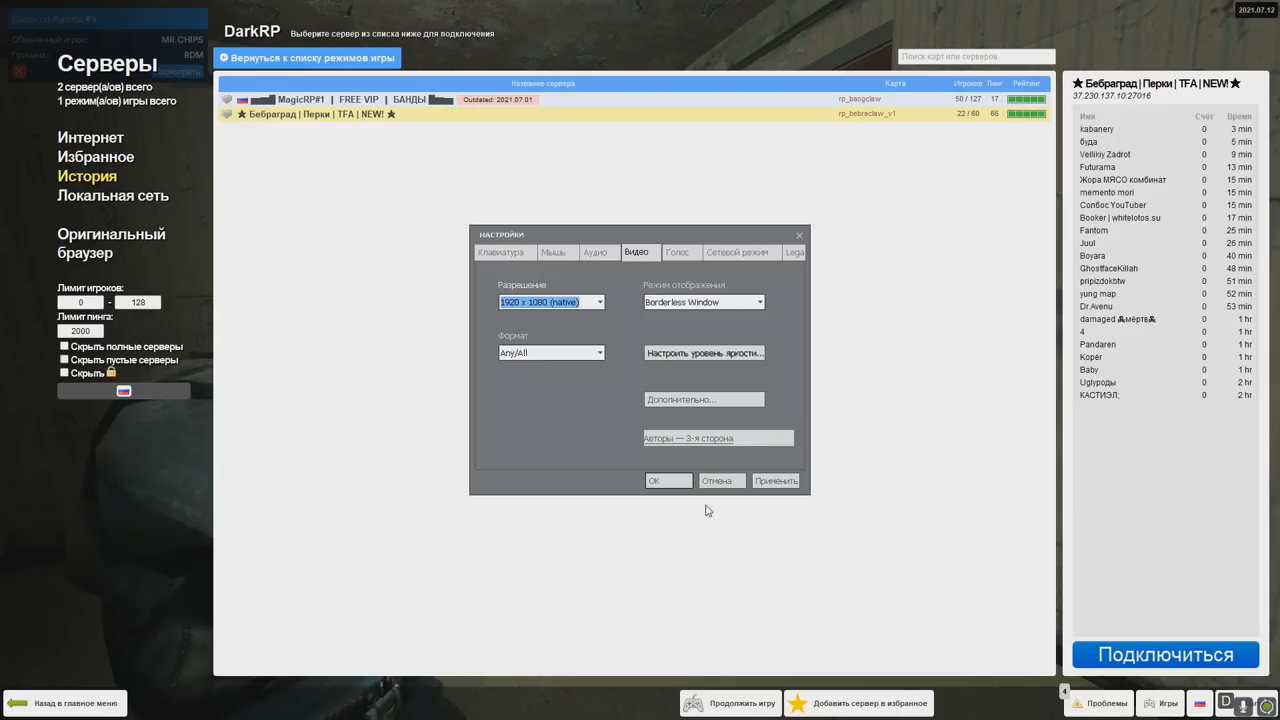 2021.07.12
MR.CHIPS
RDM
Серверы
2 сервер(а/ов) всего
1 режим(а/ов) игры всего
Интернет
Избранное
История
Локальная сеть
Оригинальный
браузер
Лимит игроков:
0 - 128
Лимит пинга:
2000
Скрыть полные серверы
Скрыть пустые серверы
Скрыть
DarkRP Выберите сервер из списка ниже для подключения
Вернуться к списку режимов игры
Поиск карт или серверов
Название сервера Карта Игроков Пинг Рейтинг
MagicRP#1 | FREE VIP | БАНДЫ Outdated: 2021.07.01 rp_bangclaw 50 / 127 17
★ Бебраград | Перки | TFA | NEW! ★ rp_bebraclaw_v1 22 / 60 66
НАСТРОЙКИ
Клавиатура Мышь Аудио Видео Голос Сетевой режим Lega
Разрешение Режим отображения
1920 x 1080 (native) Borderless Window
Формат
Any/All Настроить уровень яркости...
Дополнительно...
Авторы — 3-я сторона
OK Отмена Применить
★ Бебраград | Перки | TFA | NEW! ★
37.230.137.10:27016
Имя Счёт Время
kabanery 0 3 min
буда 0 5 min
Vellikiy Zadrot 0 9 min
Futurama 0 13 min
Жора МЯСО комбинат 0 15 min
memento mori 0 15 min
Солбос YouTuber 0 15 min
Booker | whitelotos.su 0 17 min
Fantom 0 25 min
Juul 0 26 min
Boyara 0 40 min
GhostfaceKillah 0 48 min
pripizdokbtw 0 51 min
yung map 0 52 min
Dr.Avenu 0 53 min
damaged мёртв 0 1 hr
4 0 1 hr
Pandaren 0 1 hr
Kopér 0 1 hr
Baby 0 1 hr
Uglyроды 0 2 hr
КАСТИЭЛ; 0 2 hr
Подключиться
Назад в главное меню
Продолжить игру
Добавить сервер в избранное
4
Проблемы
Игры